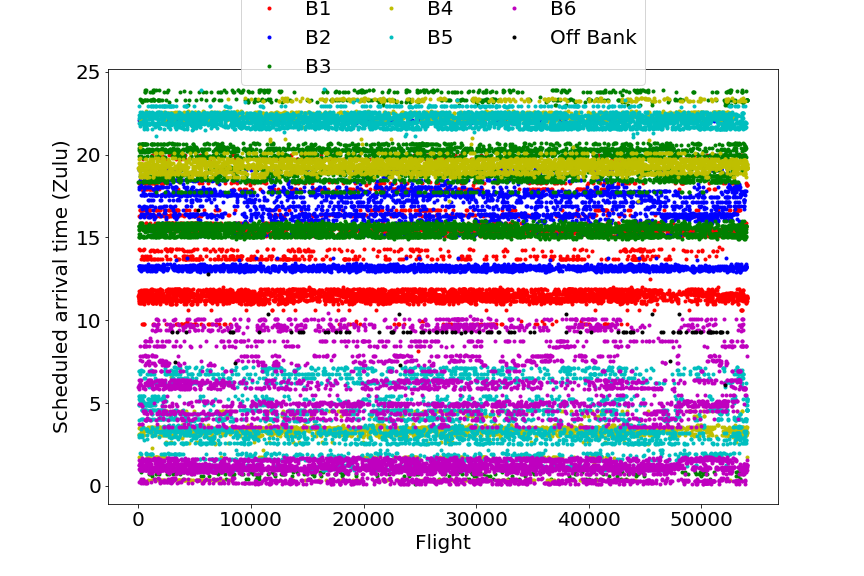 B1 B4 B6
B2 B5 Off Bank
B3
25
20
15
10
5
0
Scheduled arrival time (Zulu)
0 10000 20000 30000 40000 50000
Flight